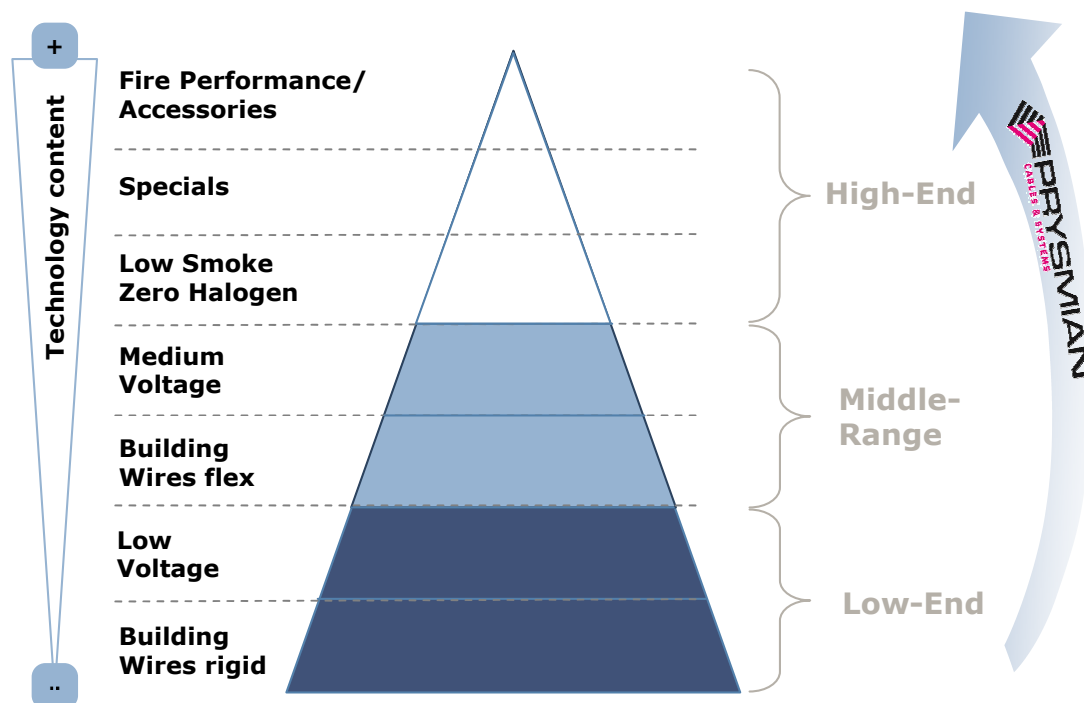 +
Technology content
Fire Performance/
Accessories
Specials
Low Smoke
Zero Halogen
Medium
Voltage
Building
Wires flex
Low
Voltage
Building
Wires rigid
..
High-End
Middle-
Range
Low-End
PRYSMIAN
CABLES & SYSTEMS